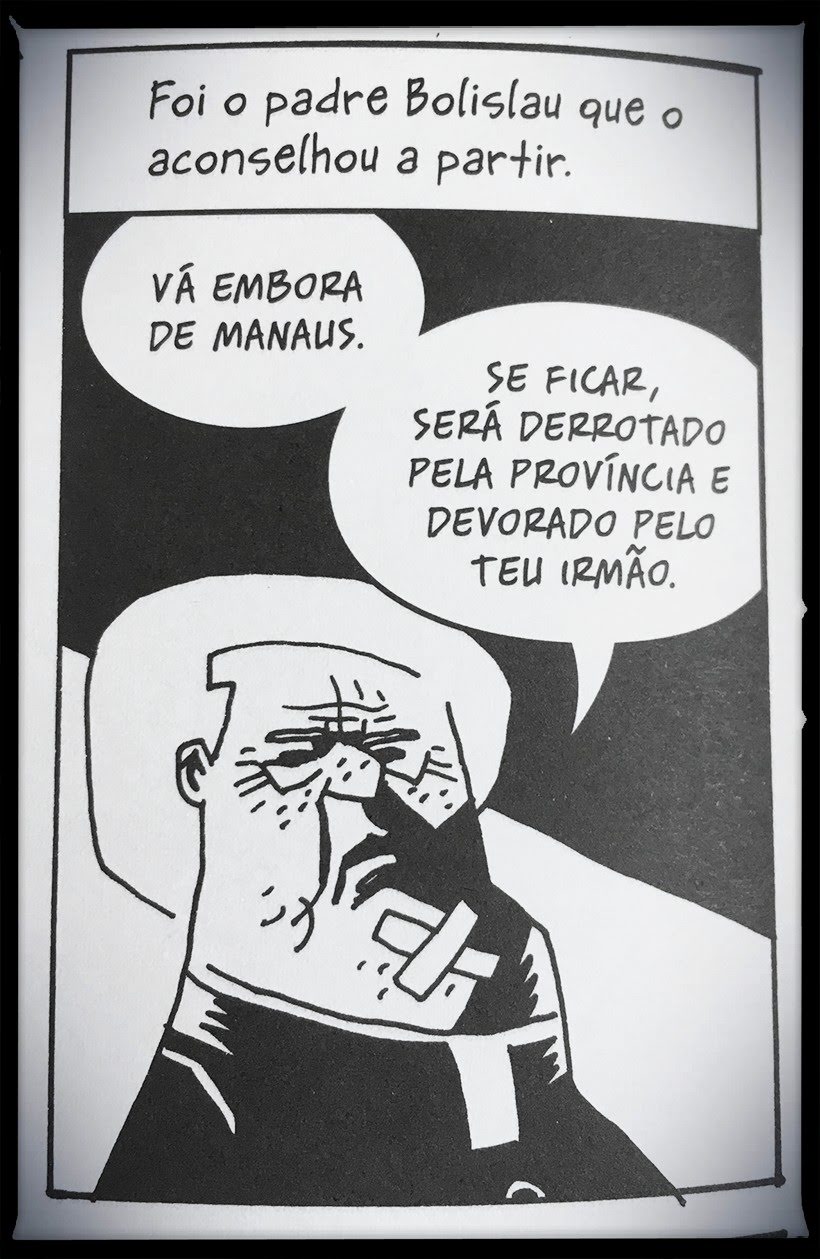 Foi o padre Bolislau que o
aconselhou a partir.
VÁ EMBORA
DE MANAUS.
SE FICAR,
SERÁ DERROTADO
PELA PROVÍNCIA E
DEVORADO PELO
TEU IRMÃO.